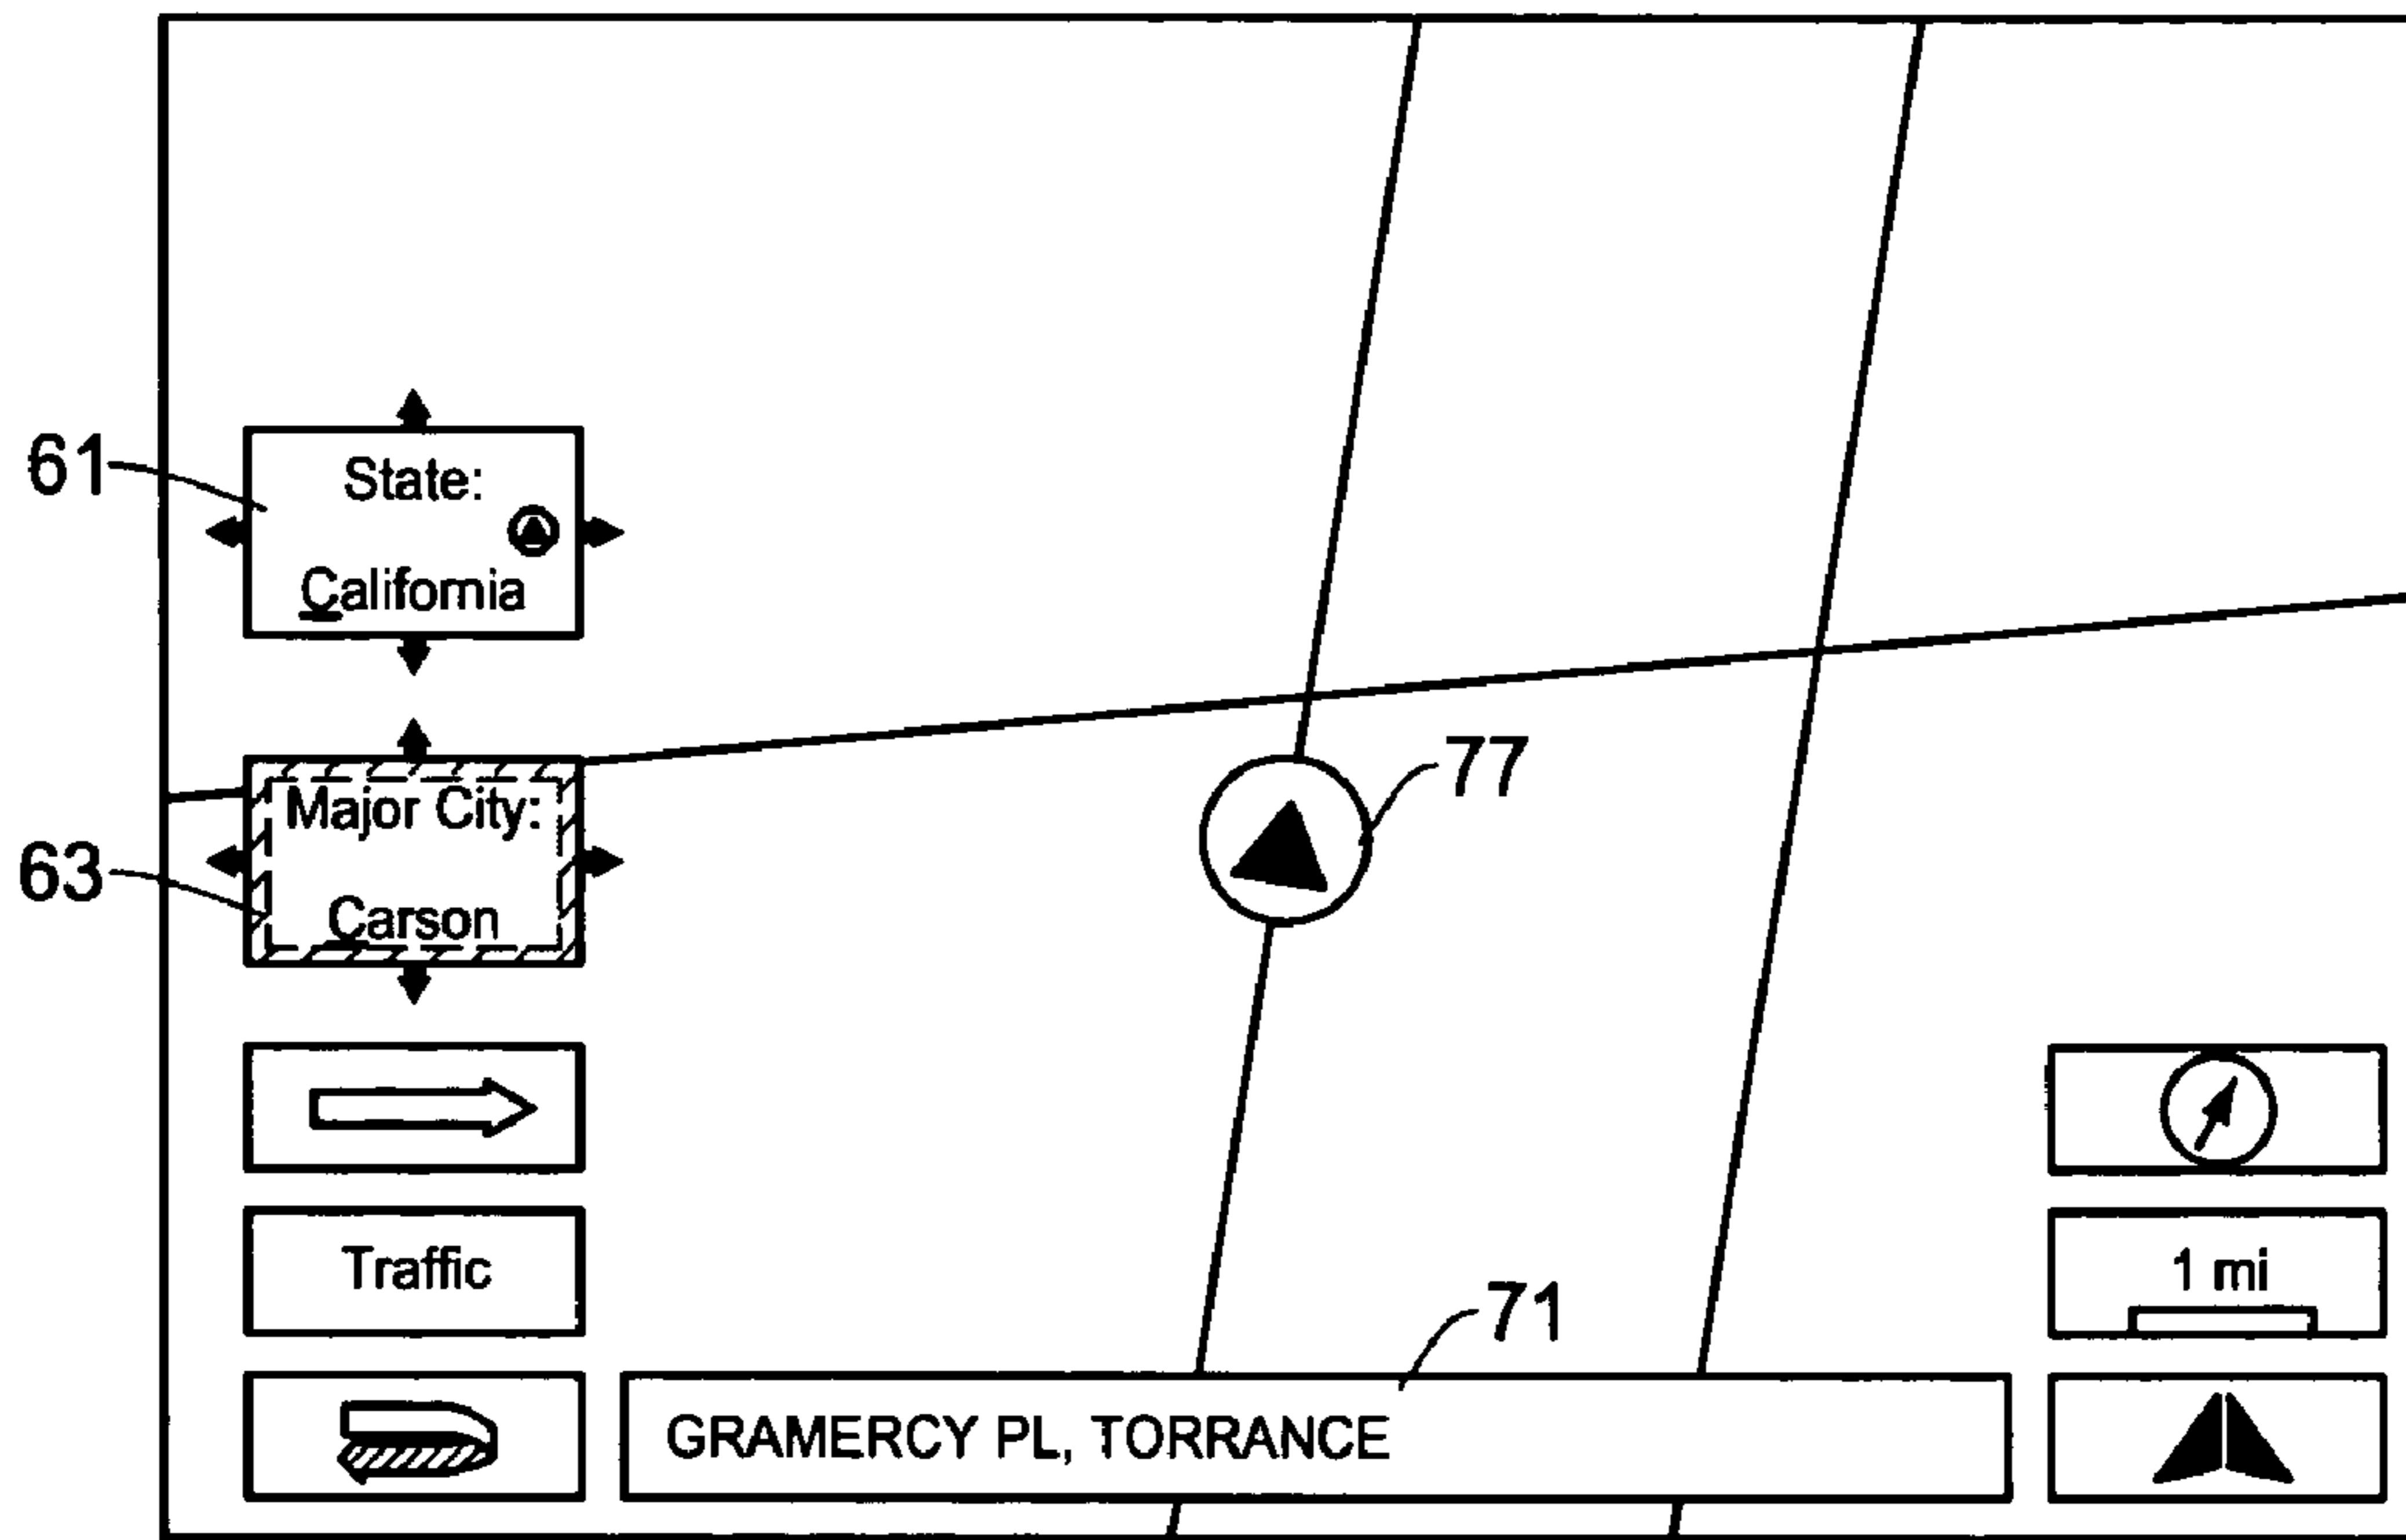 61
State:
California
77
63
Major City:
Carson
Traffic
1 mi
71
GRAMERCY PL, TORRANCE